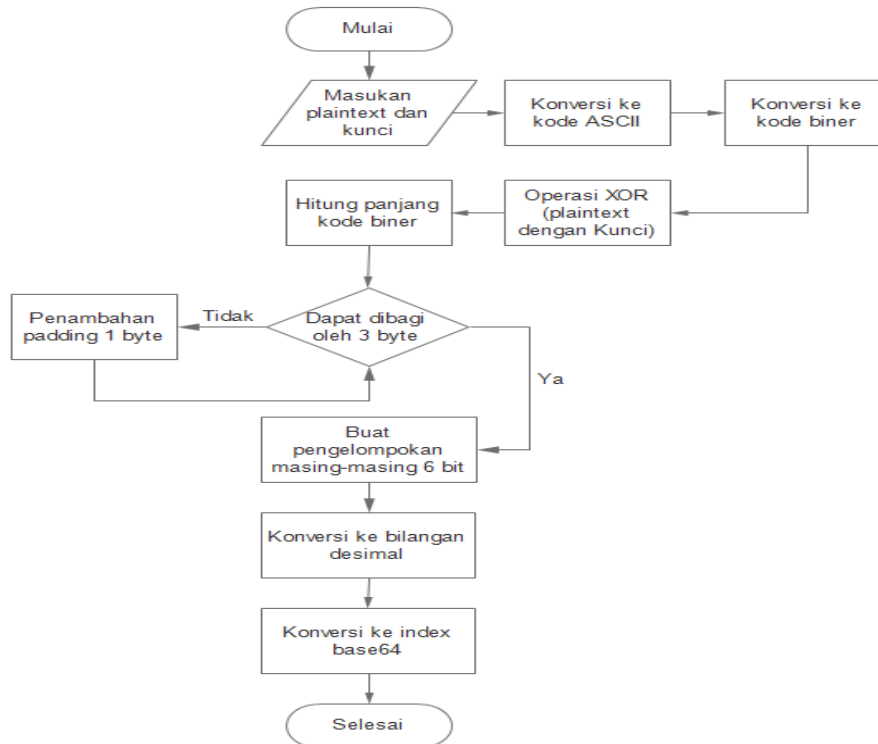 Mulai
Masukan
plaintext dan
kunci
Konversi ke
kode ASCII
Konversi ke
kode biner
Operasi XOR
(plaintext
dengan Kunci)
Hitung panjang
kode biner
Dapat dibagi
oleh 3 byte
Tidak
Penambahan
padding 1 byte
Ya
Buat
pengelompokan
masing-masing 6 bit
Konversi ke bilangan
desimal
Konversi ke index
base64
Selesai